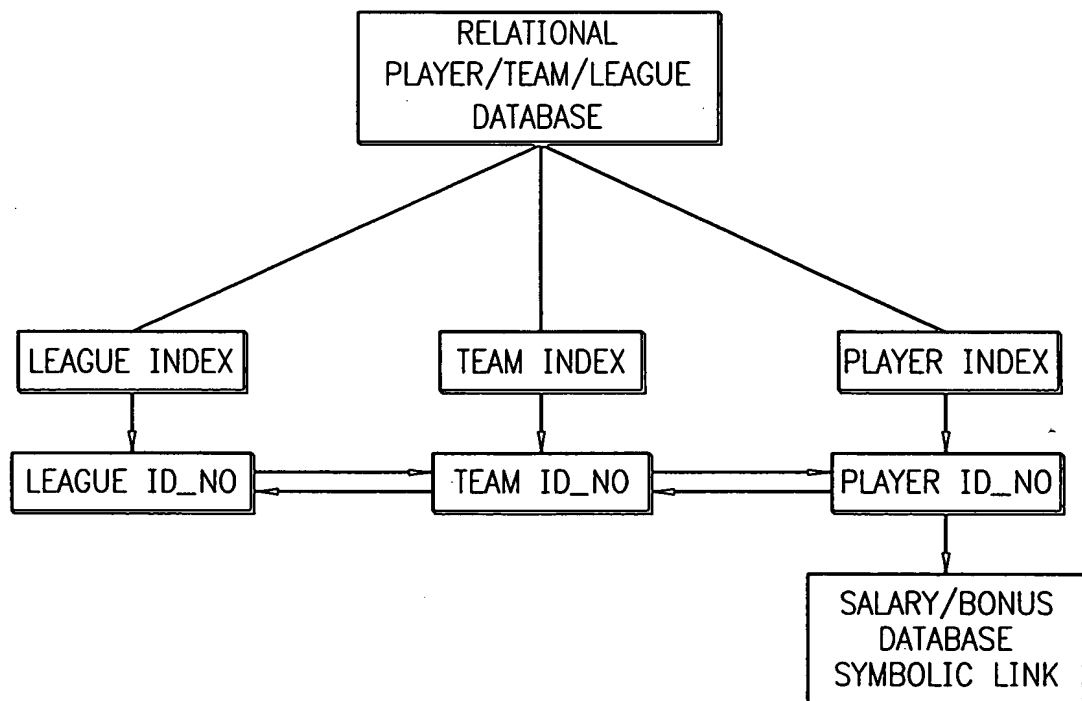 RELATIONAL
PLAYER/TEAM/LEAGUE
DATABASE
LEAGUE INDEX
TEAM INDEX
PLAYER INDEX
LEAGUE ID_NO
TEAM ID_NO
PLAYER ID_NO
SALARY/BONUS
DATABASE
SYMBOLIC LINK